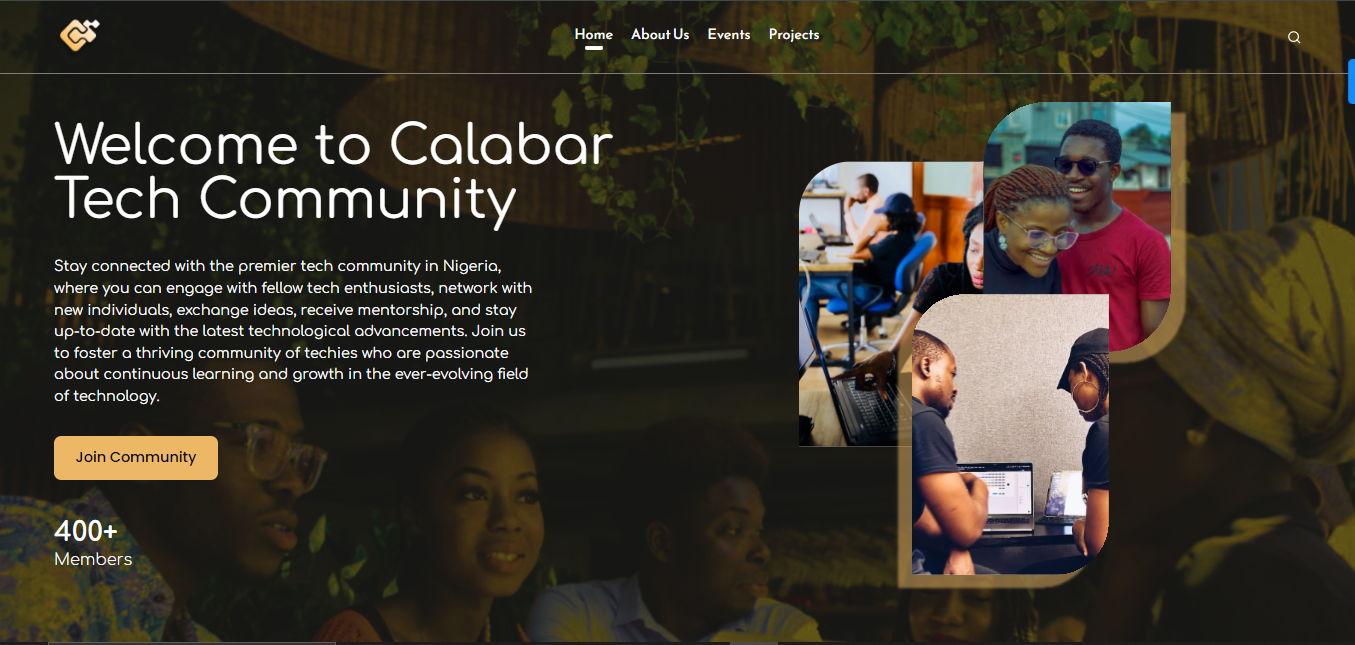 Home About Us Events Projects
Welcome to Calabar
Tech Community
Stay connected with the premier tech community in Nigeria,
where you can engage with fellow tech enthusiasts, network with
new individuals, exchange ideas, receive mentorship, and stay
up-to-date with the latest technological advancements. Join us
to foster a thriving community of techies who are passionate
about continuous learning and growth in the ever-evolving field
of technology.
Join Community
400+
Members